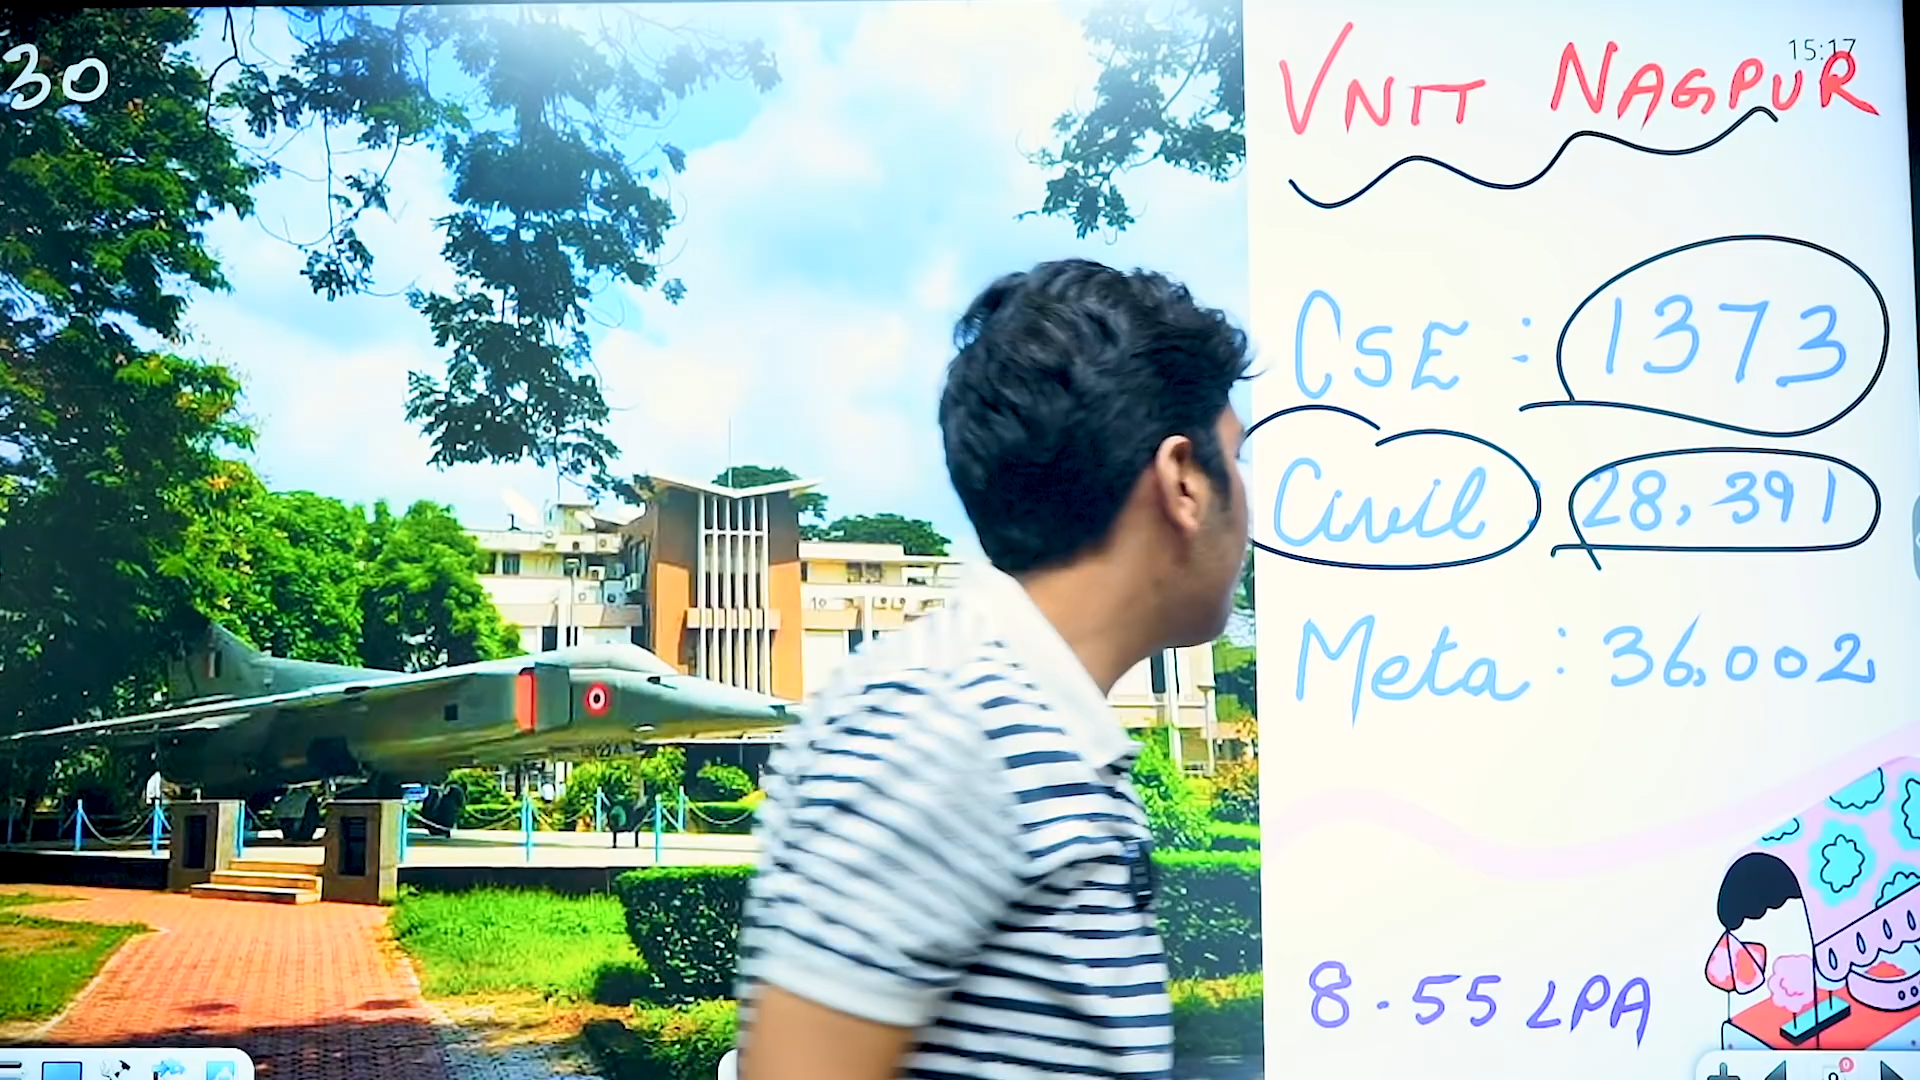 30
15:17
VNIT NAGPUR
CSE : 1373
Civil : 28,391
Meta : 36,002
8.55 LPA